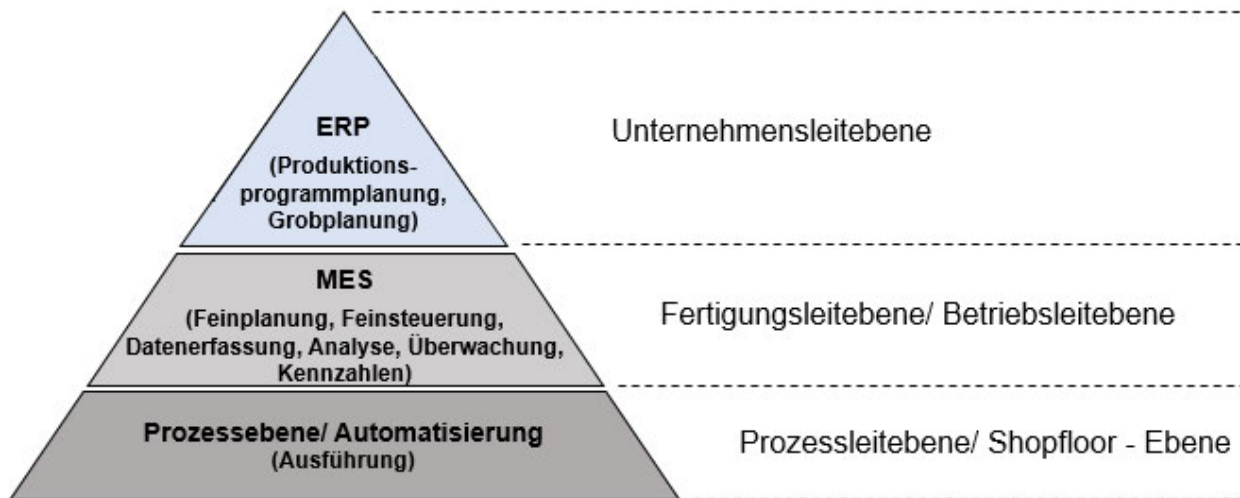 ERP
(Produktions-
programmplanung,
Grobplanung)
Unternehmensleitebene
MES
(Feinplanung, Feinsteuerung,
Datenerfassung, Analyse, Überwachung,
Kennzahlen)
Fertigungsleitebene/ Betriebsleitebene
Prozessebene/ Automatisierung
(Ausführung)
Prozessleitebene/ Shopfloor - Ebene